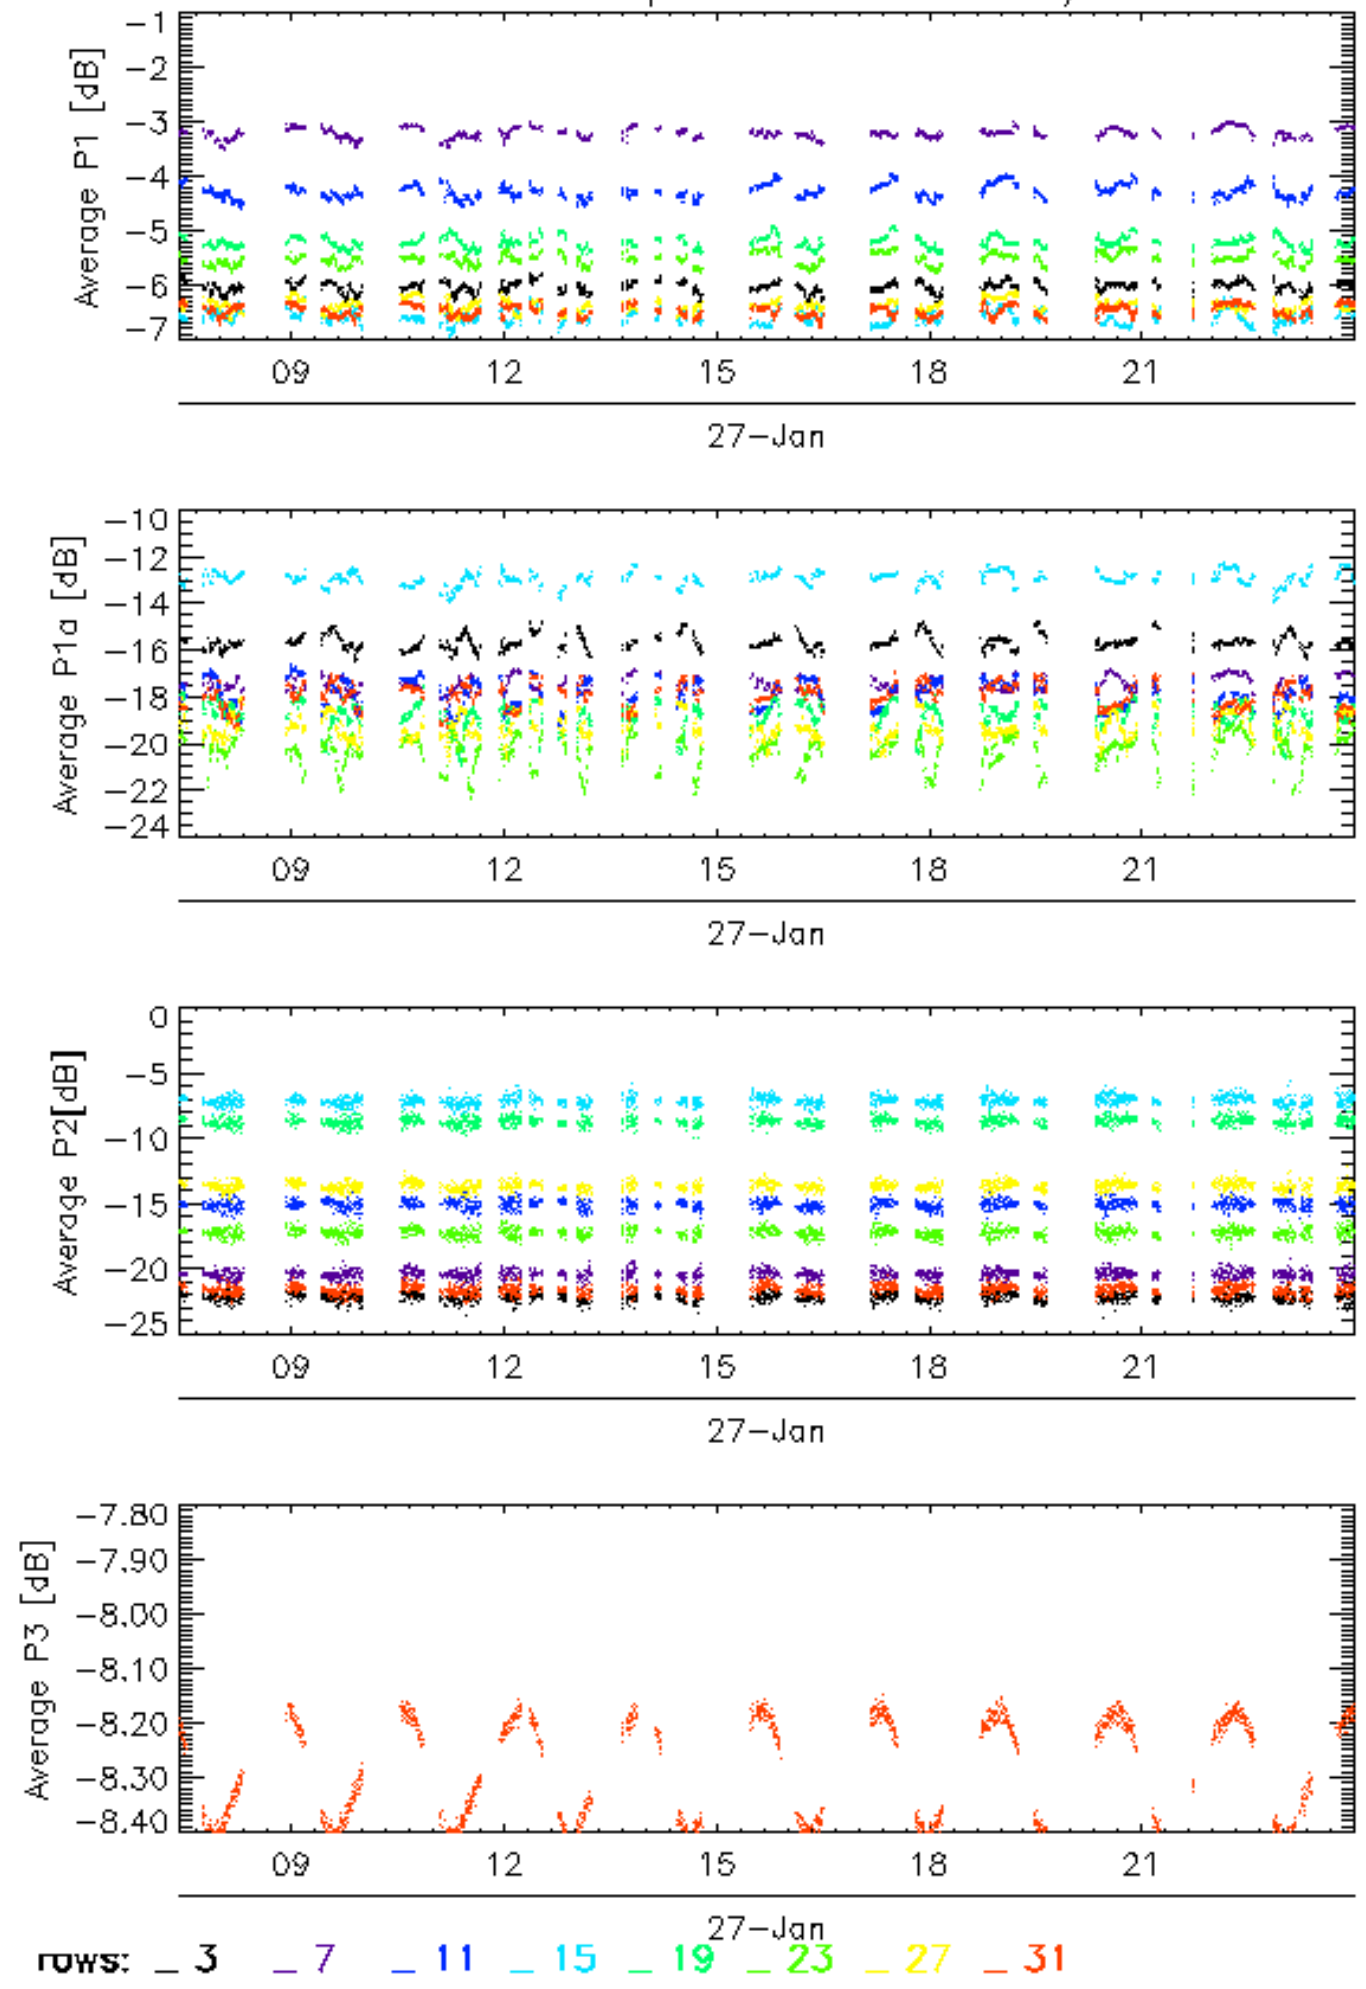 Average P1 [dB]
-1
-2
-3
-4
-5
-6
-7
09 12 15 18 21
27-Jan
Average P1a [dB]
-10
-12
-14
-16
-18
-20
-22
-24
09 12 15 18 21
27-Jan
Average P2[dB]
0
-5
-10
-15
-20
-25
09 12 15 18 21
27-Jan
Average P3 [dB]
-7.80
-7.90
-8.00
-8.10
-8.20
-8.30
-8.40
09 12 15 18 21
27-Jan
rows: _ 3 _ 7 _ 11 _ 15 _ 19 _ 23 _ 27 _ 31